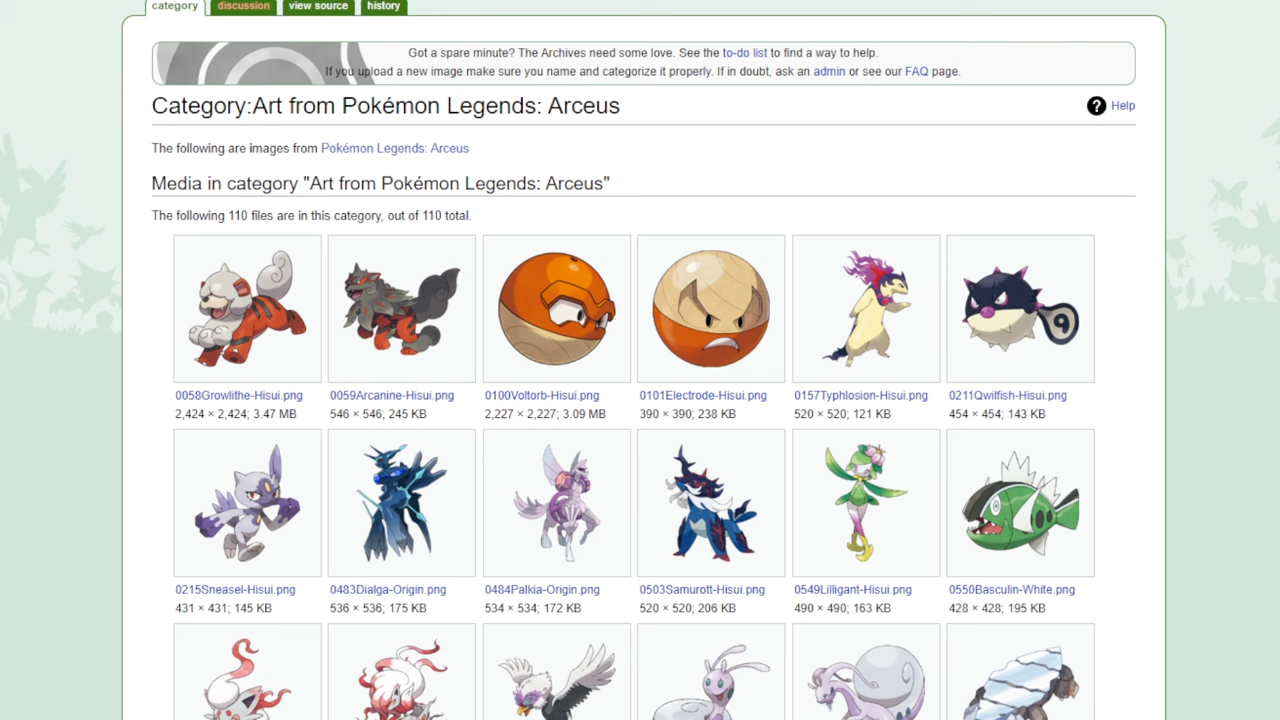 category discussion view source history
Got a spare minute? The Archives need some love. See the to-do list to find a way to help.
If you upload a new image make sure you name and categorize it properly. If in doubt, ask an admin or see our FAQ page.
Category:Art from Pokémon Legends: Arceus
? Help
The following are images from Pokémon Legends: Arceus
Media in category "Art from Pokémon Legends: Arceus"
The following 110 files are in this category, out of 110 total.
9
0058Growlithe-Hisui.png 0059Arcanine-Hisui.png 0100Voltorb-Hisui.png 0101Electrode-Hisui.png 0157Typhlosion-Hisui.png 0211Qwilfish-Hisui.png
2,424 × 2,424; 3.47 MB 546 × 546; 245 KB 2,227 × 2,227; 3.09 MB 390 × 390; 238 KB 520 × 520; 121 KB 454 × 454; 143 KB
0215Sneasel-Hisui.png 0483Dialga-Origin.png 0484Palkia-Origin.png 0503Samurott-Hisui.png 0549Lilligant-Hisui.png 0550Basculin-White.png
431 × 431; 145 KB 536 × 536; 175 KB 534 × 534; 172 KB 520 × 520; 206 KB 490 × 490; 163 KB 428 × 428; 195 KB